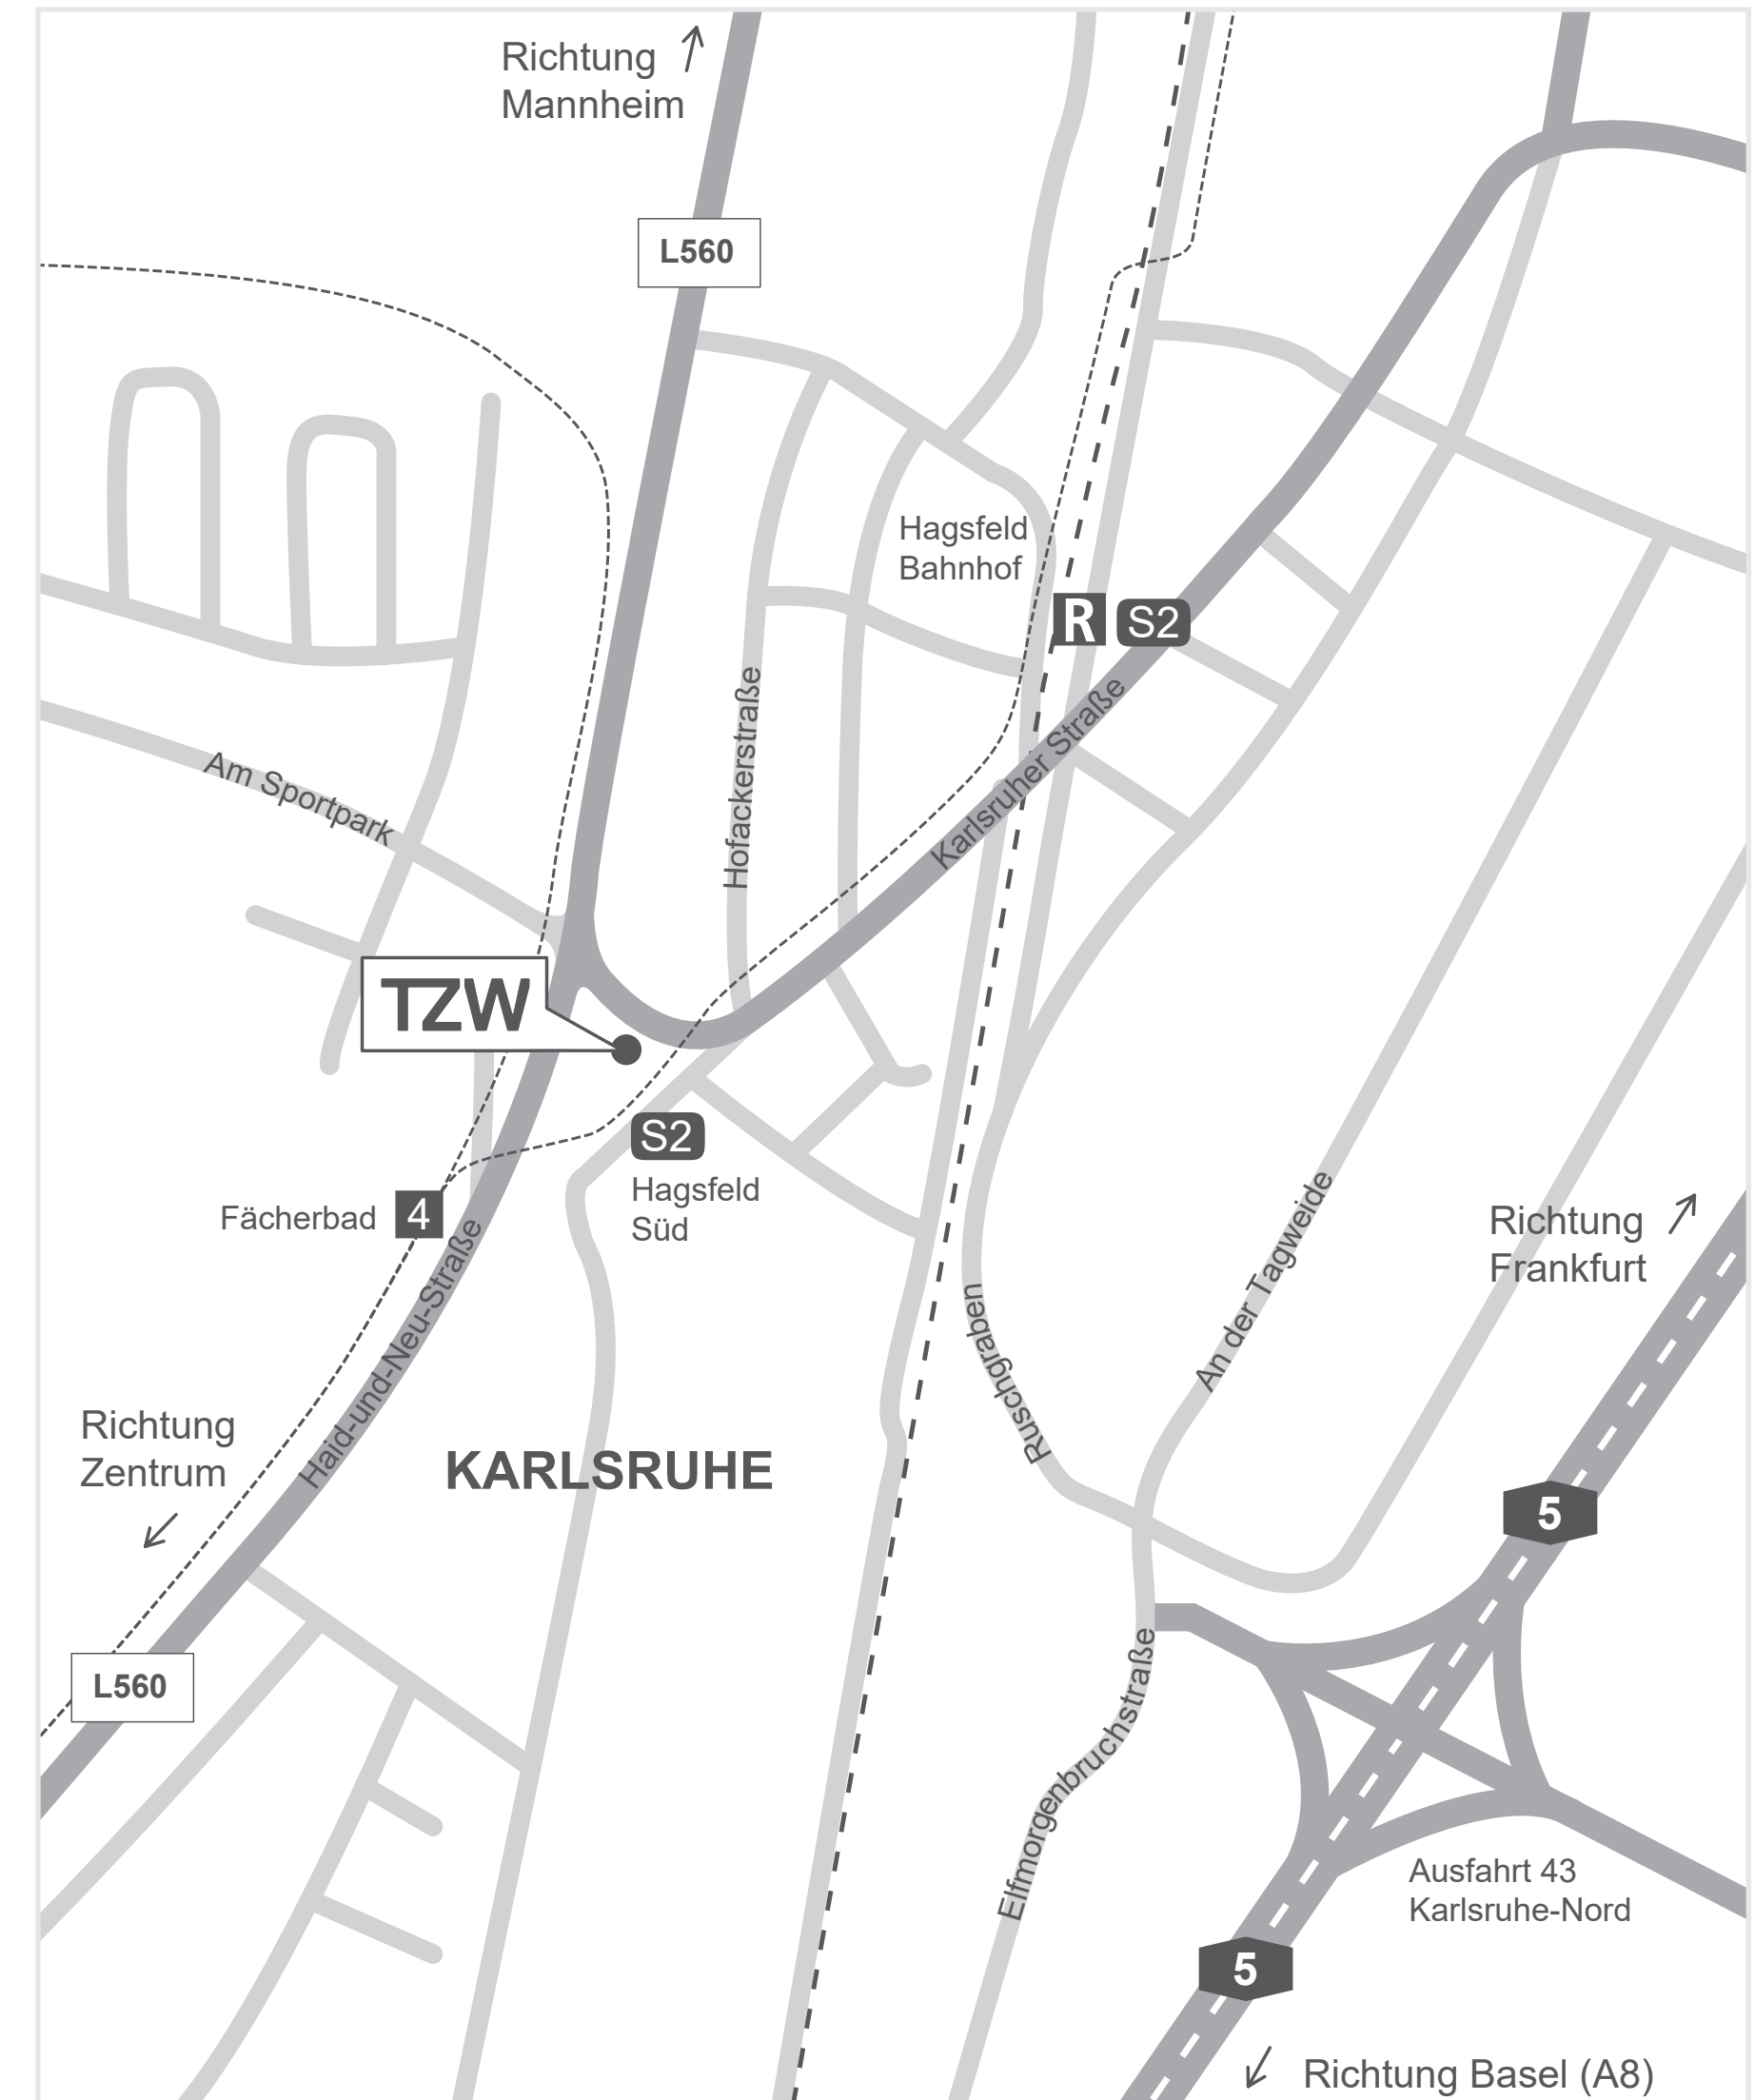 Richtung
Mannheim
L560
Hagsfeld
Bahnhof
R
S2
Hofackerstraße
Karlsruher Straße
Am Sportpark
TZW
S2
Hagsfeld
Süd
Fächerbad
4
Haid-und-Neu-Straße
Ruschgraben
An der Tagweide
Richtung
Frankfurt
Richtung
Zentrum
KARLSRUHE
5
L560
Elfmorgenbruchstraße
Ausfahrt 43
Karlsruhe-Nord
5
Richtung Basel (A8)